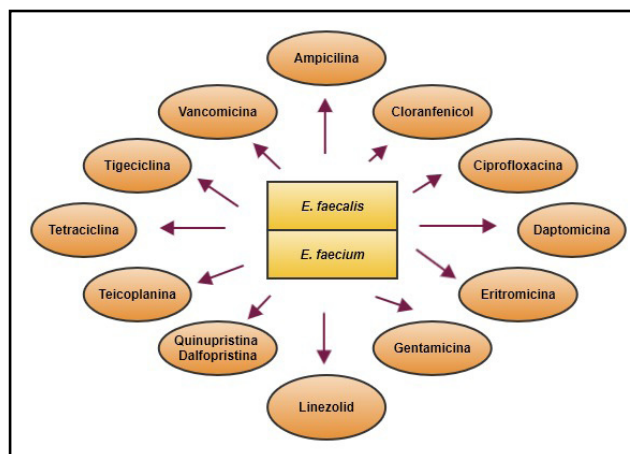 Ampicilina
Vancomicina
Cloranfenicol
Tigeciclina
Ciprofloxacina
E. faecalis
Tetraciclina
Daptomicina
E. faecium
Teicoplanina
Eritromicina
Quinupristina
Dalfopristina
Gentamicina
Linezolid